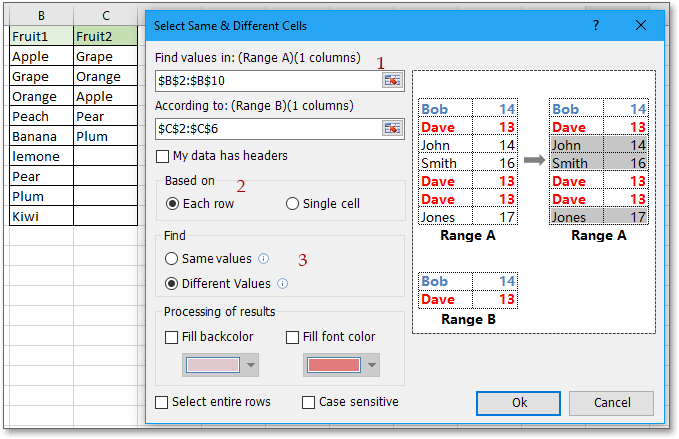 B C
Fruit1 Fruit2
Apple Grape
Grape Orange
Orange Apple
Peach Pear
Banana Plum
lemone
Pear
Plum
Kiwi
Select Same & Different Cells ? ✕
Find values in: (Range A)(1 columns) 1
$B$2:$B$10
According to: (Range B)(1 columns)
$C$2:$C$6
My data has headers
Based on 2
Each row Single cell
Find
Same values 3
Different Values
Processing of results
Fill backcolor Fill font color
Select entire rows Case sensitive
Bob 14
Dave 13
John 14
Smith 16
Dave 13
Dave 13
Jones 17
Range A
Bob 14
Dave 13
John 14
Smith 16
Dave 13
Dave 13
Jones 17
Range A
Bob 14
Dave 13
Range B
Ok Cancel